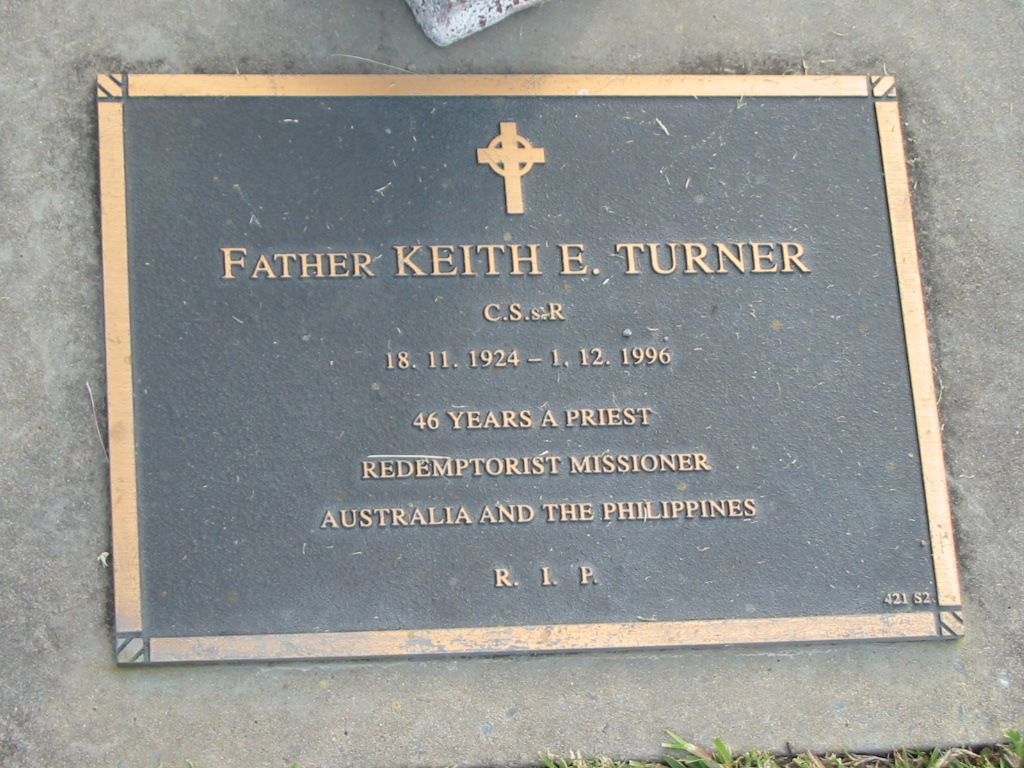 FATHER KEITH E. TURNER
C.S.s.R
18. 11. 1924 – 1. 12. 1996
46 YEARS A PRIEST
REDEMPTORIST MISSIONER
AUSTRALIA AND THE PHILIPPINES
R. I. P.
421 S2.